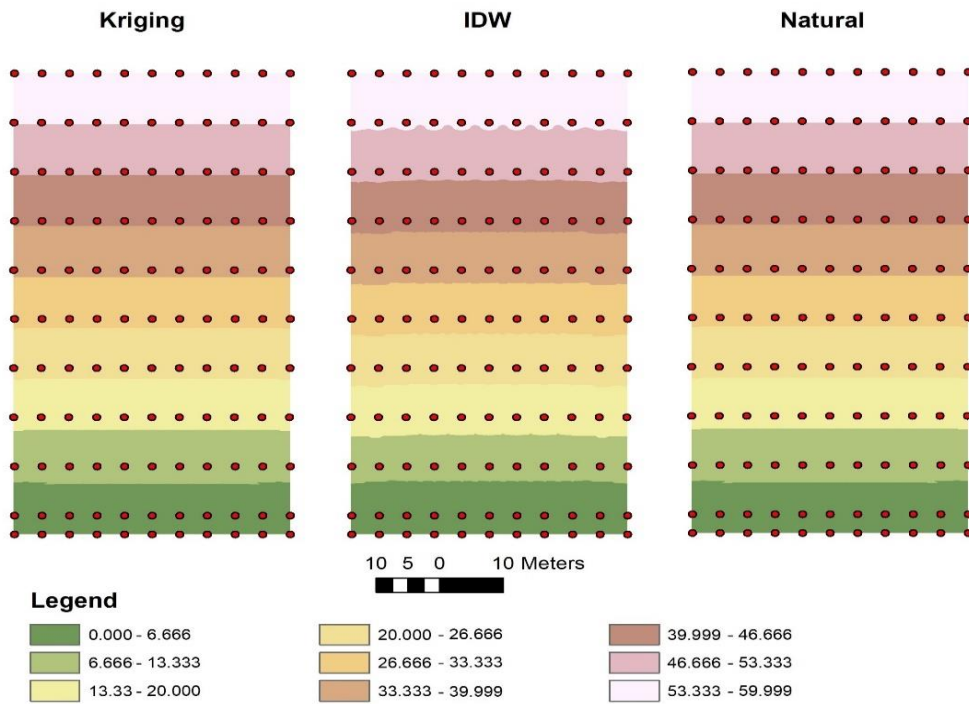 Kriging IDW Natural
10 5 0 10 Meters
Legend
0.000 - 6.666 20.000 - 26.666 39.999 - 46.666
6.666 - 13.333 26.666 - 33.333 46.666 - 53.333
13.33 - 20.000 33.333 - 39.999 53.333 - 59.999